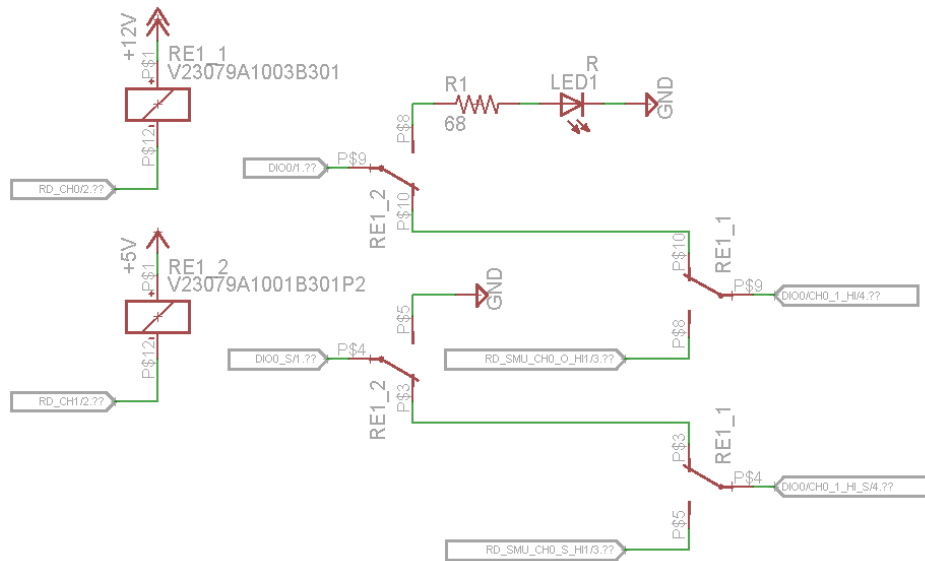 +12V
P$1
RE1_1
V23079A1003B301
P$12
RD_CH0/2.??
+5V
P$1
RE1_2
V23079A1001B301P2
P$12
RD_CH1/2.??
R1
68
R
LED1
GND
P$8
DIO0/1.??
P$9
P$10
RE1_2
GND
P$5
DIO0_S/1.??
P$4
P$3
RE1_2
P$10
RE1_1
P$9
DIO0/CH0_1_HI/4.??
P$8
RD_SMU_CH0_O_HI1/3.??
P$3
RE1_1
P$4
DIO0/CH0_1_HI_S/4.??
P$5
RD_SMU_CH0_S_HI1/3.??